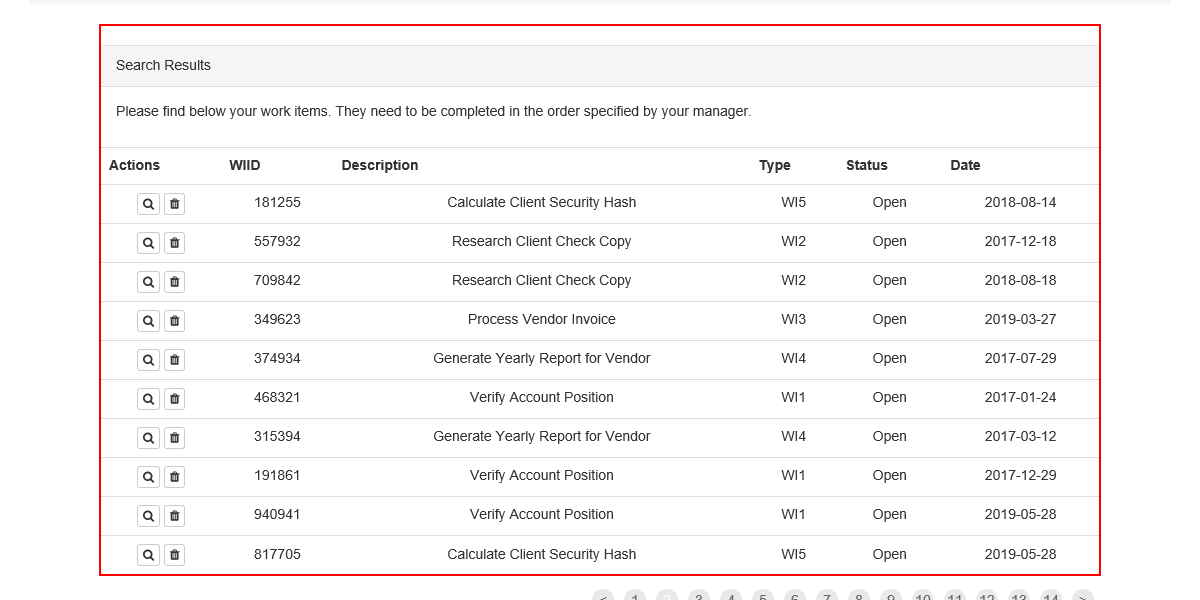 Search Results
Please find below your work items. They need to be completed in the order specified by your manager.
Actions WIID Description Type Status Date
181255 Calculate Client Security Hash WI5 Open 2018-08-14
557932 Research Client Check Copy WI2 Open 2017-12-18
709842 Research Client Check Copy WI2 Open 2018-08-18
349623 Process Vendor Invoice WI3 Open 2019-03-27
374934 Generate Yearly Report for Vendor WI4 Open 2017-07-29
468321 Verify Account Position WI1 Open 2017-01-24
315394 Generate Yearly Report for Vendor WI4 Open 2017-03-12
191861 Verify Account Position WI1 Open 2017-12-29
940941 Verify Account Position WI1 Open 2019-05-28
817705 Calculate Client Security Hash WI5 Open 2019-05-28
< 1 2 3 4 5 6 7 8 9 10 11 12 13 14 >